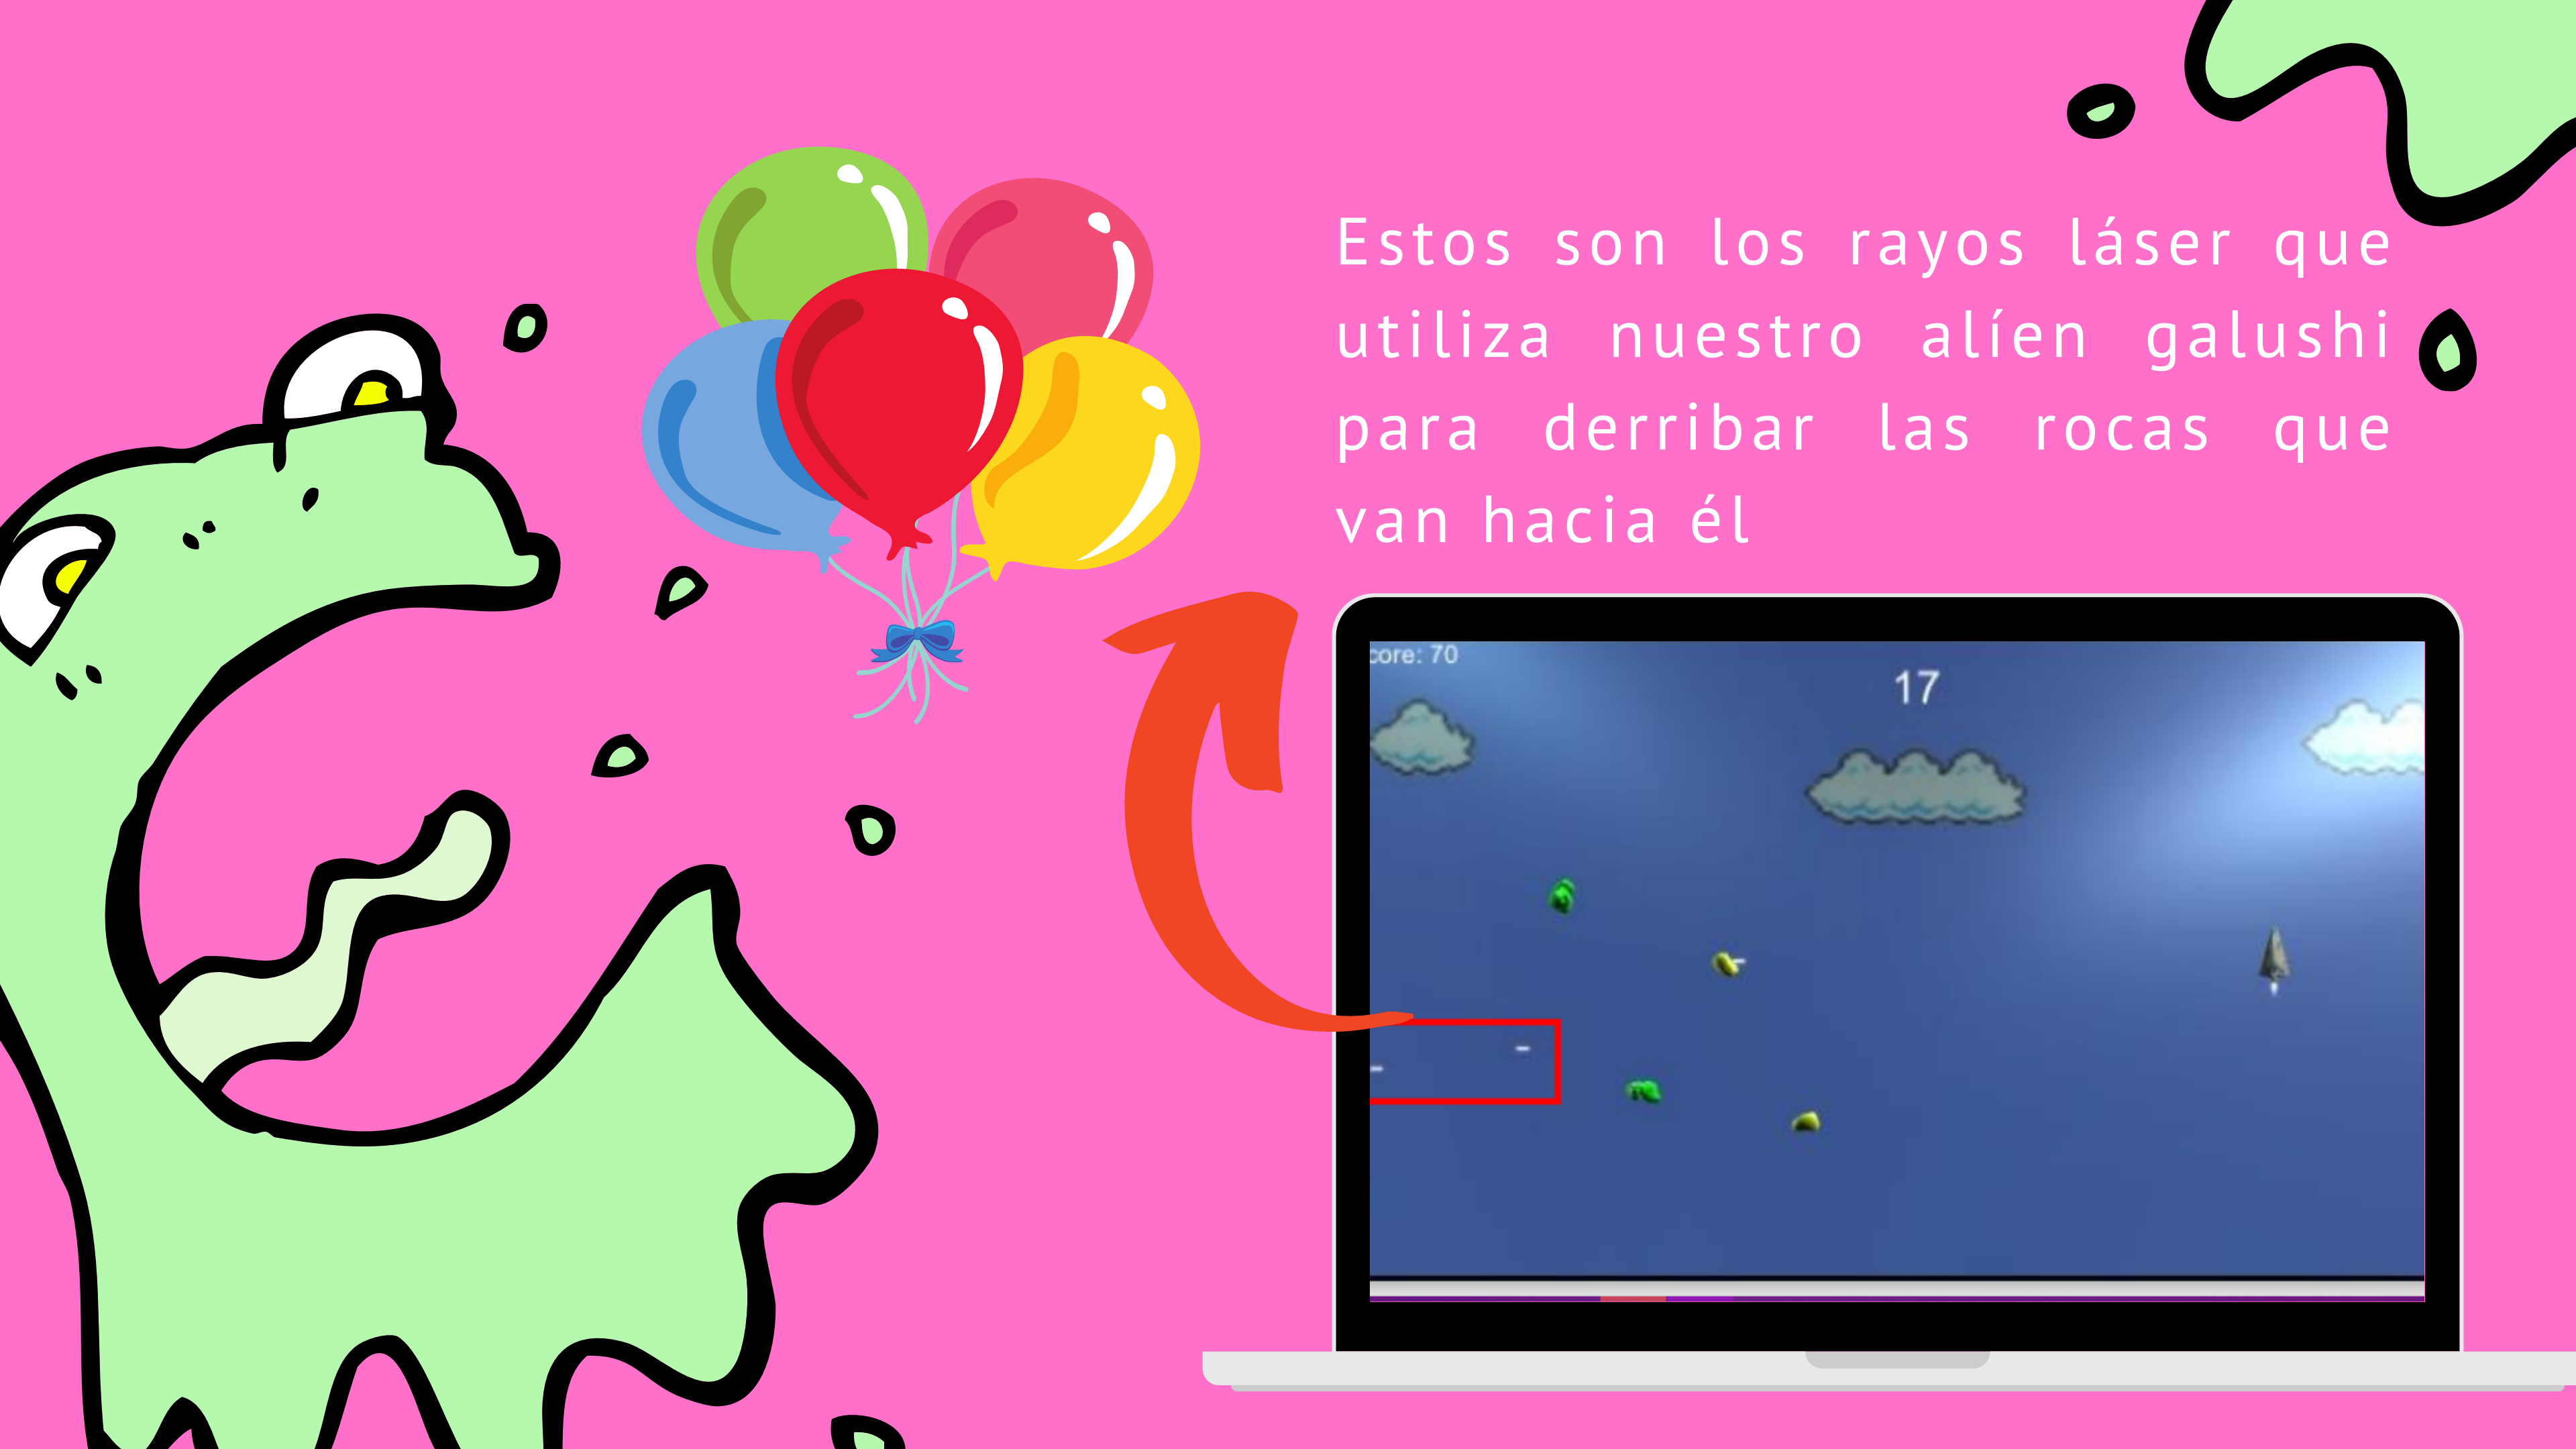 Estos son los rayos láser que
utiliza nuestro alíen galushi
para derribar las rocas que
van hacia él
core: 70
17